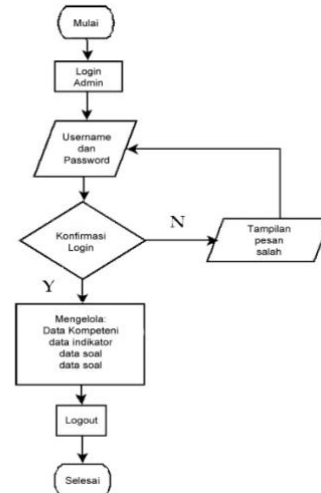 Mulai
Login
Admin
Username
dan
Password
Konfirmasi
Login
N
Tampilan
pesan
salah
Y
Mengelola:
Data Kompeteni
data indikator
data soal
data soal
Logout
Selesai